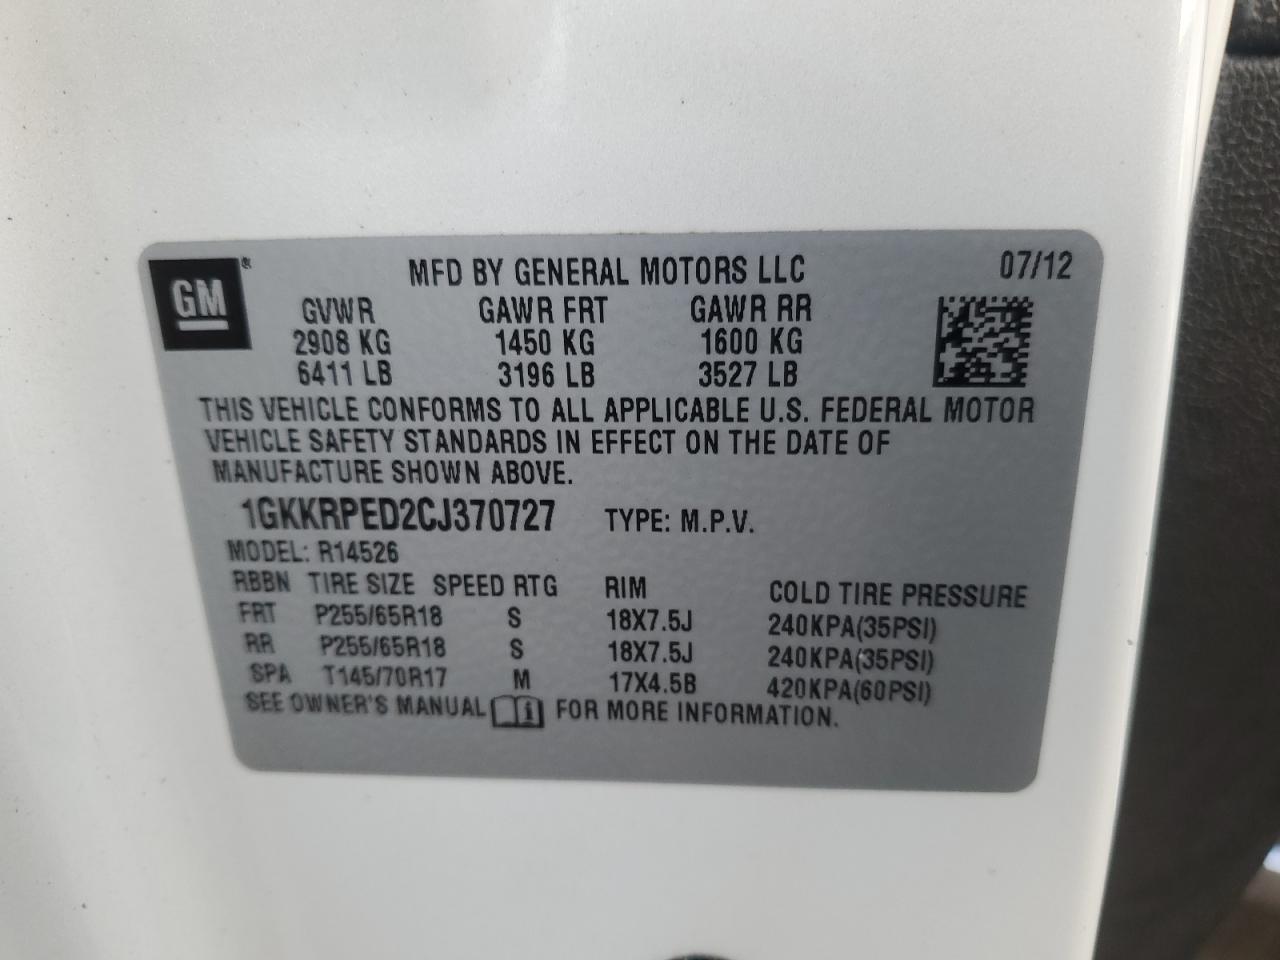 GM® MFD BY GENERAL MOTORS LLC 07/12
GVWR GAWR FRT GAWR RR
2908 KG 1450 KG 1600 KG
6411 LB 3196 LB 3527 LB
THIS VEHICLE CONFORMS TO ALL APPLICABLE U.S. FEDERAL MOTOR
VEHICLE SAFETY STANDARDS IN EFFECT ON THE DATE OF
MANUFACTURE SHOWN ABOVE.
1GKKRPED2CJ370727 TYPE: M.P.V.
MODEL: R14526
RBBN TIRE SIZE SPEED RTG RIM COLD TIRE PRESSURE
FRT P255/65R18 S 18X7.5J 240KPA(35PSI)
RR P255/65R18 S 18X7.5J 240KPA(35PSI)
SPA T145/70R17 M 17X4.5B 420KPA(60PSI)
SEE OWNER'S MANUAL i FOR MORE INFORMATION.